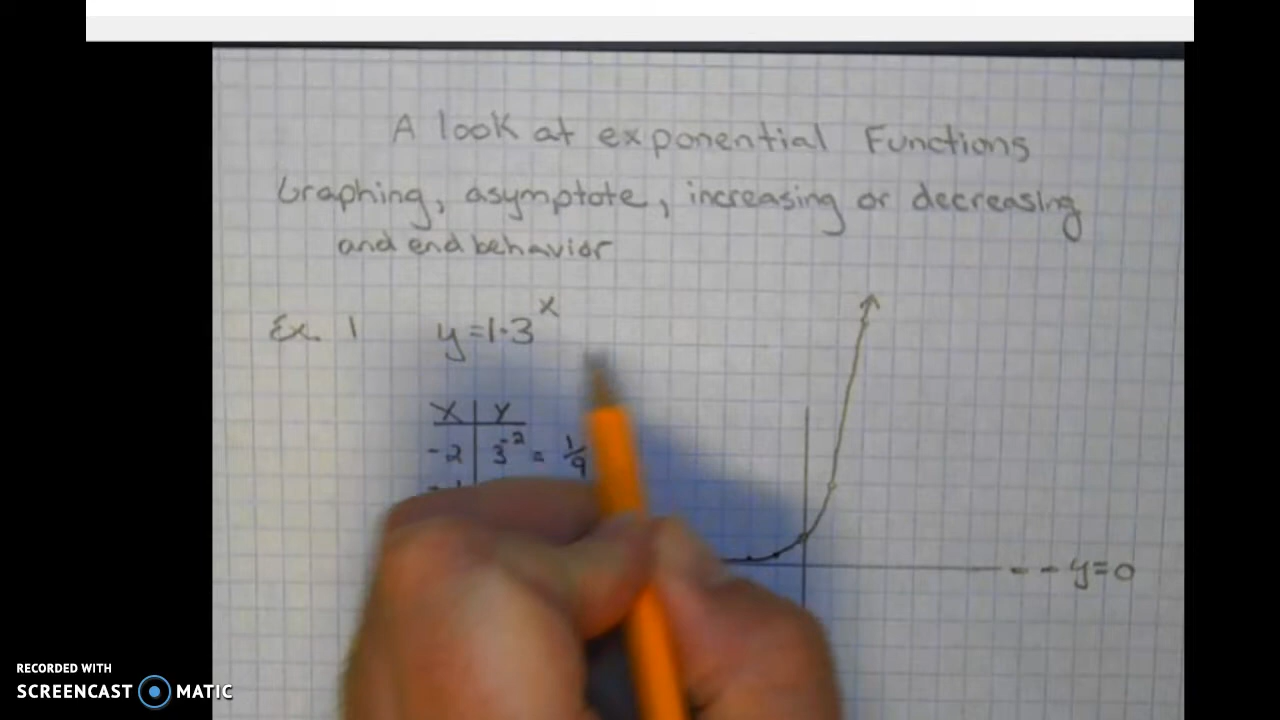 A look at exponential Functions
Graphing, asymptote, increasing or decreasing
and end behavior
Ex. 1 y=1·3^x
x y
-2 3^-2 = 1/9
-1
y=0
RECORDED WITH
SCREENCAST MATIC